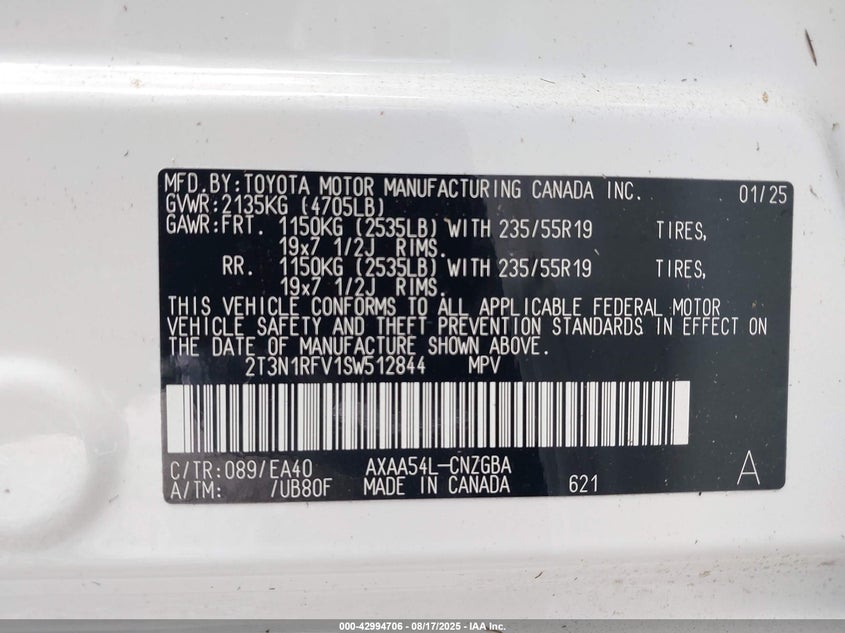 MFD.BY:TOYOTA MOTOR MANUFACTURING CANADA INC. 01/25
GVWR:2135KG (4705LB)
GAWR:FRT. 1150KG (2535LB) WITH 235/55R19 TIRES,
19x7 1/2J RIMS.
RR. 1150KG (2535LB) WITH 235/55R19 TIRES,
19x7 1/2J RIMS.
THIS VEHICLE CONFORMS TO ALL APPLICABLE FEDERAL MOTOR
VEHICLE SAFETY AND THEFT PREVENTION STANDARDS IN EFFECT ON
THE DATE OF MANUFACTURE SHOWN ABOVE.
2T3N1RFV1SW512844 MPV
C/TR:089/EA40 AXAA54L-CNZGBA
A/TM: /UB80F MADE IN CANADA 621 A
000-42994706 - 08/17/2025 - IAA Inc.